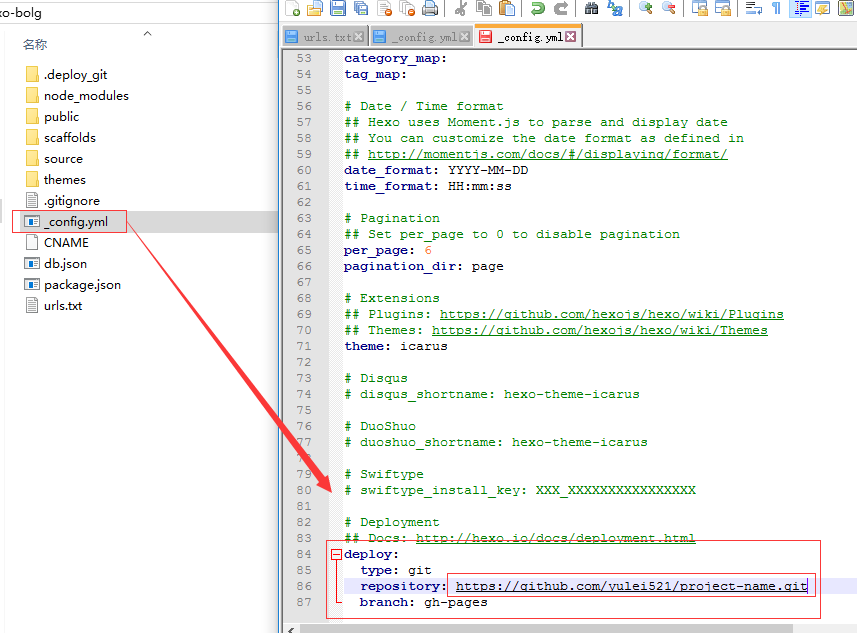 xo-bolg
名称
.deploy_git
node_modules
public
scaffolds
source
themes
.gitignore
_config.yml
CNAME
db.json
package.json
urls.txt
urls.txt
_config.yml
_config.yml
53 category_map:
54 tag_map:
55
56 # Date / Time format
57 ## Hexo uses Moment.js to parse and display date
58 ## You can customize the date format as defined in
59 ## http://momentjs.com/docs/#/displaying/format/
60 date_format: YYYY-MM-DD
61 time_format: HH:mm:ss
62
63 # Pagination
64 ## Set per_page to 0 to disable pagination
65 per_page: 6
66 pagination_dir: page
67
68 # Extensions
69 ## Plugins: https://github.com/hexojs/hexo/wiki/Plugins
70 ## Themes: https://github.com/hexojs/hexo/wiki/Themes
71 theme: icarus
72
73 # Disqus
74 # disqus_shortname: hexo-theme-icarus
75
76 # DuoShuo
77 # duoshuo_shortname: hexo-theme-icarus
78
79 # Swiftype
80 # swiftype_install_key: XXX_XXXXXXXXXXXXXXXX
81
82 # Deployment
83 ## Docs: http://hexo.io/docs/deployment.html
84 deploy:
85 type: git
86 repository: https://github.com/yulei521/project-name.git
87 branch: gh-pages